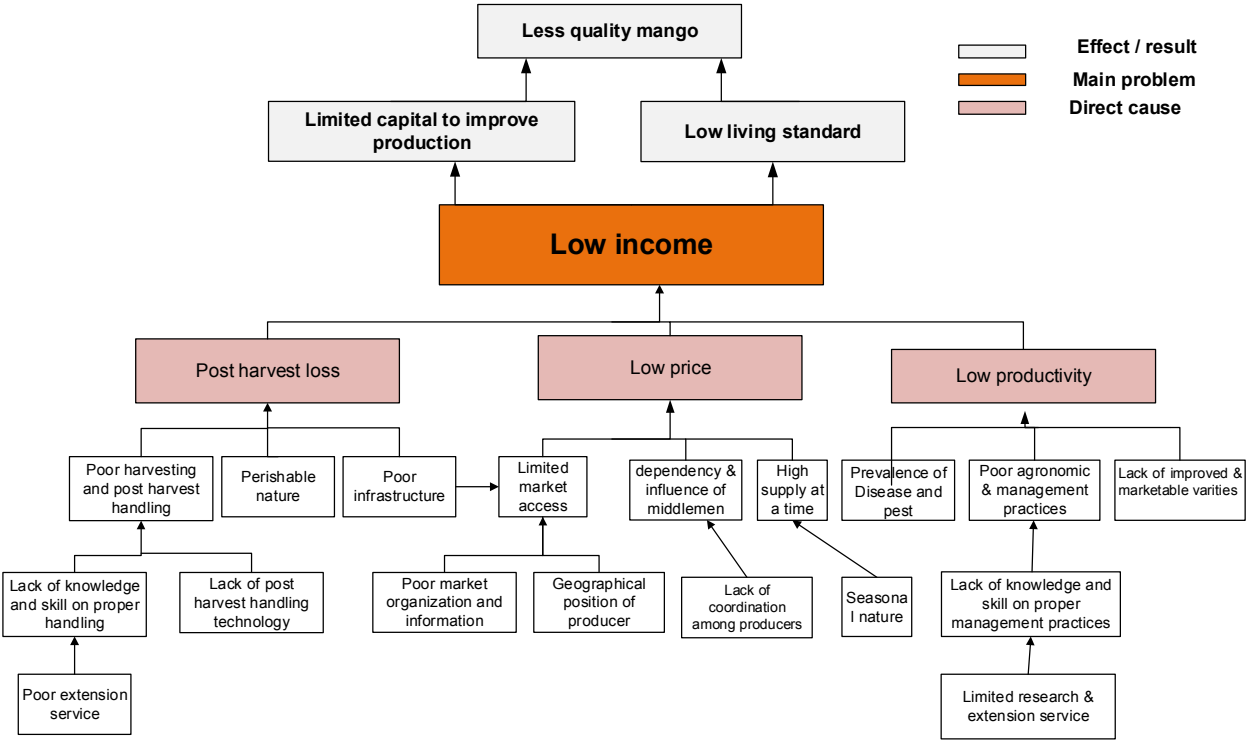 Less quality mango
Effect / result
Main problem
Direct cause
Limited capital to improve
production
Low living standard
Low income
Post harvest loss
Low price
Low productivity
Poor harvesting
and post harvest
handling
Perishable
nature
Poor
infrastructure
Limited
market
access
dependency &
influence of
middlemen
High
supply at
a time
Prevalence of
Disease and
pest
Poor agronomic
& management
practices
Lack of improved &
marketable varities
Lack of knowledge
and skill on proper
handling
Lack of post
harvest handling
technology
Poor market
organization and
information
Geographical
position of
producer
Lack of
coordination
among producers
Seasona
l nature
Lack of knowledge and
skill on proper
management practices
Poor extension
service
Limited research &
extension service